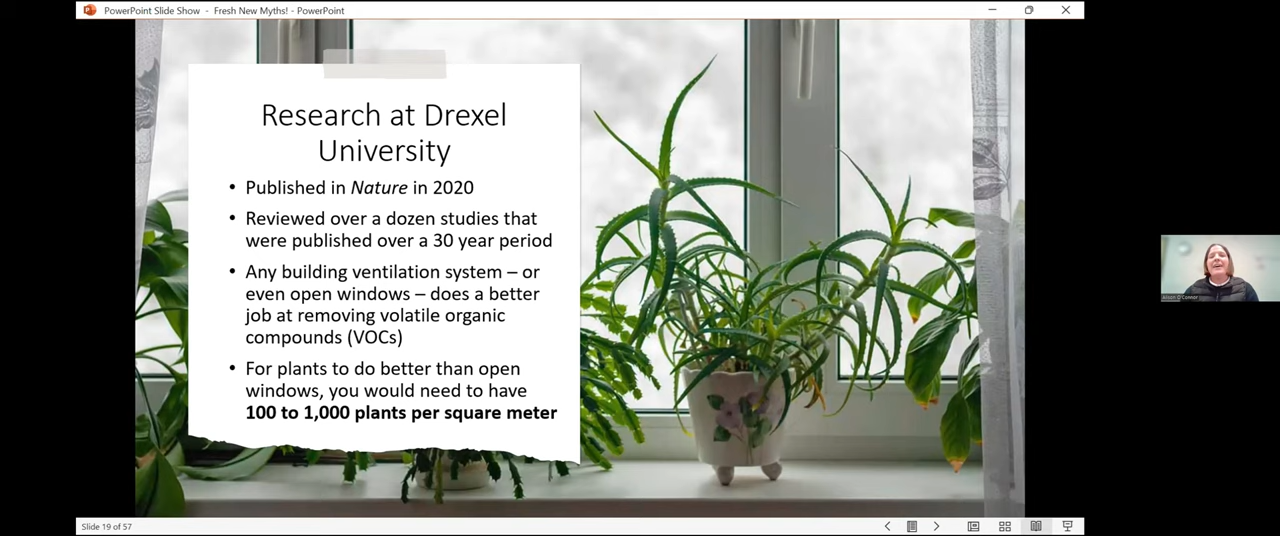 PowerPoint Slide Show - Fresh New Myths! - PowerPoint
Research at Drexel
University
• Published in Nature in 2020
• Reviewed over a dozen studies that
were published over a 30 year period
• Any building ventilation system – or
even open windows – does a better
job at removing volatile organic
compounds (VOCs)
• For plants to do better than open
windows, you would need to have
100 to 1,000 plants per square meter
Alison O'Connor
Slide 19 of 57